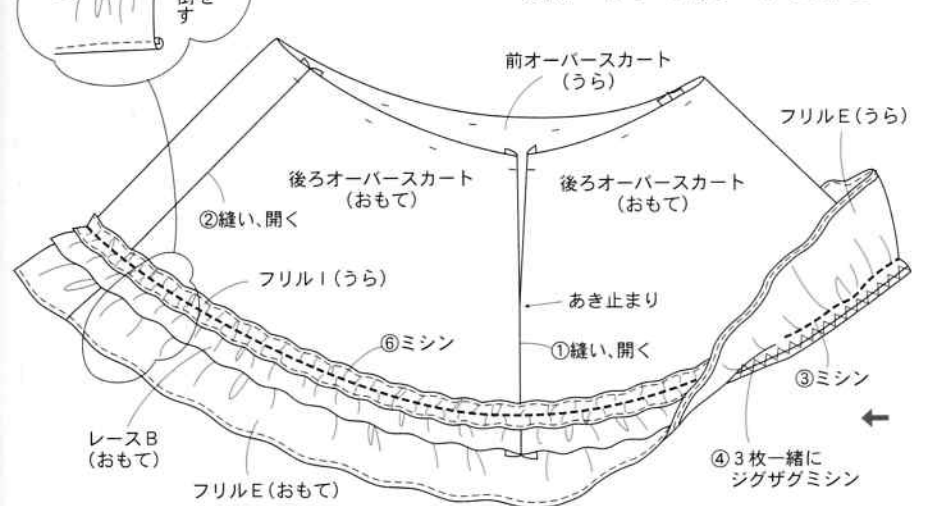 す
前オーバースカート
(うら)
フリルE(うら)
後ろオーバースカート
(おもて)
後ろオーバースカート
(おもて)
②縫い、開く
フリルI(うら)
あき止まり
⑥ミシン
①縫い、開く
③ミシン
レースB
(おもて)
④3枚一緒に
ジグザグミシン
フリルE(おもて)